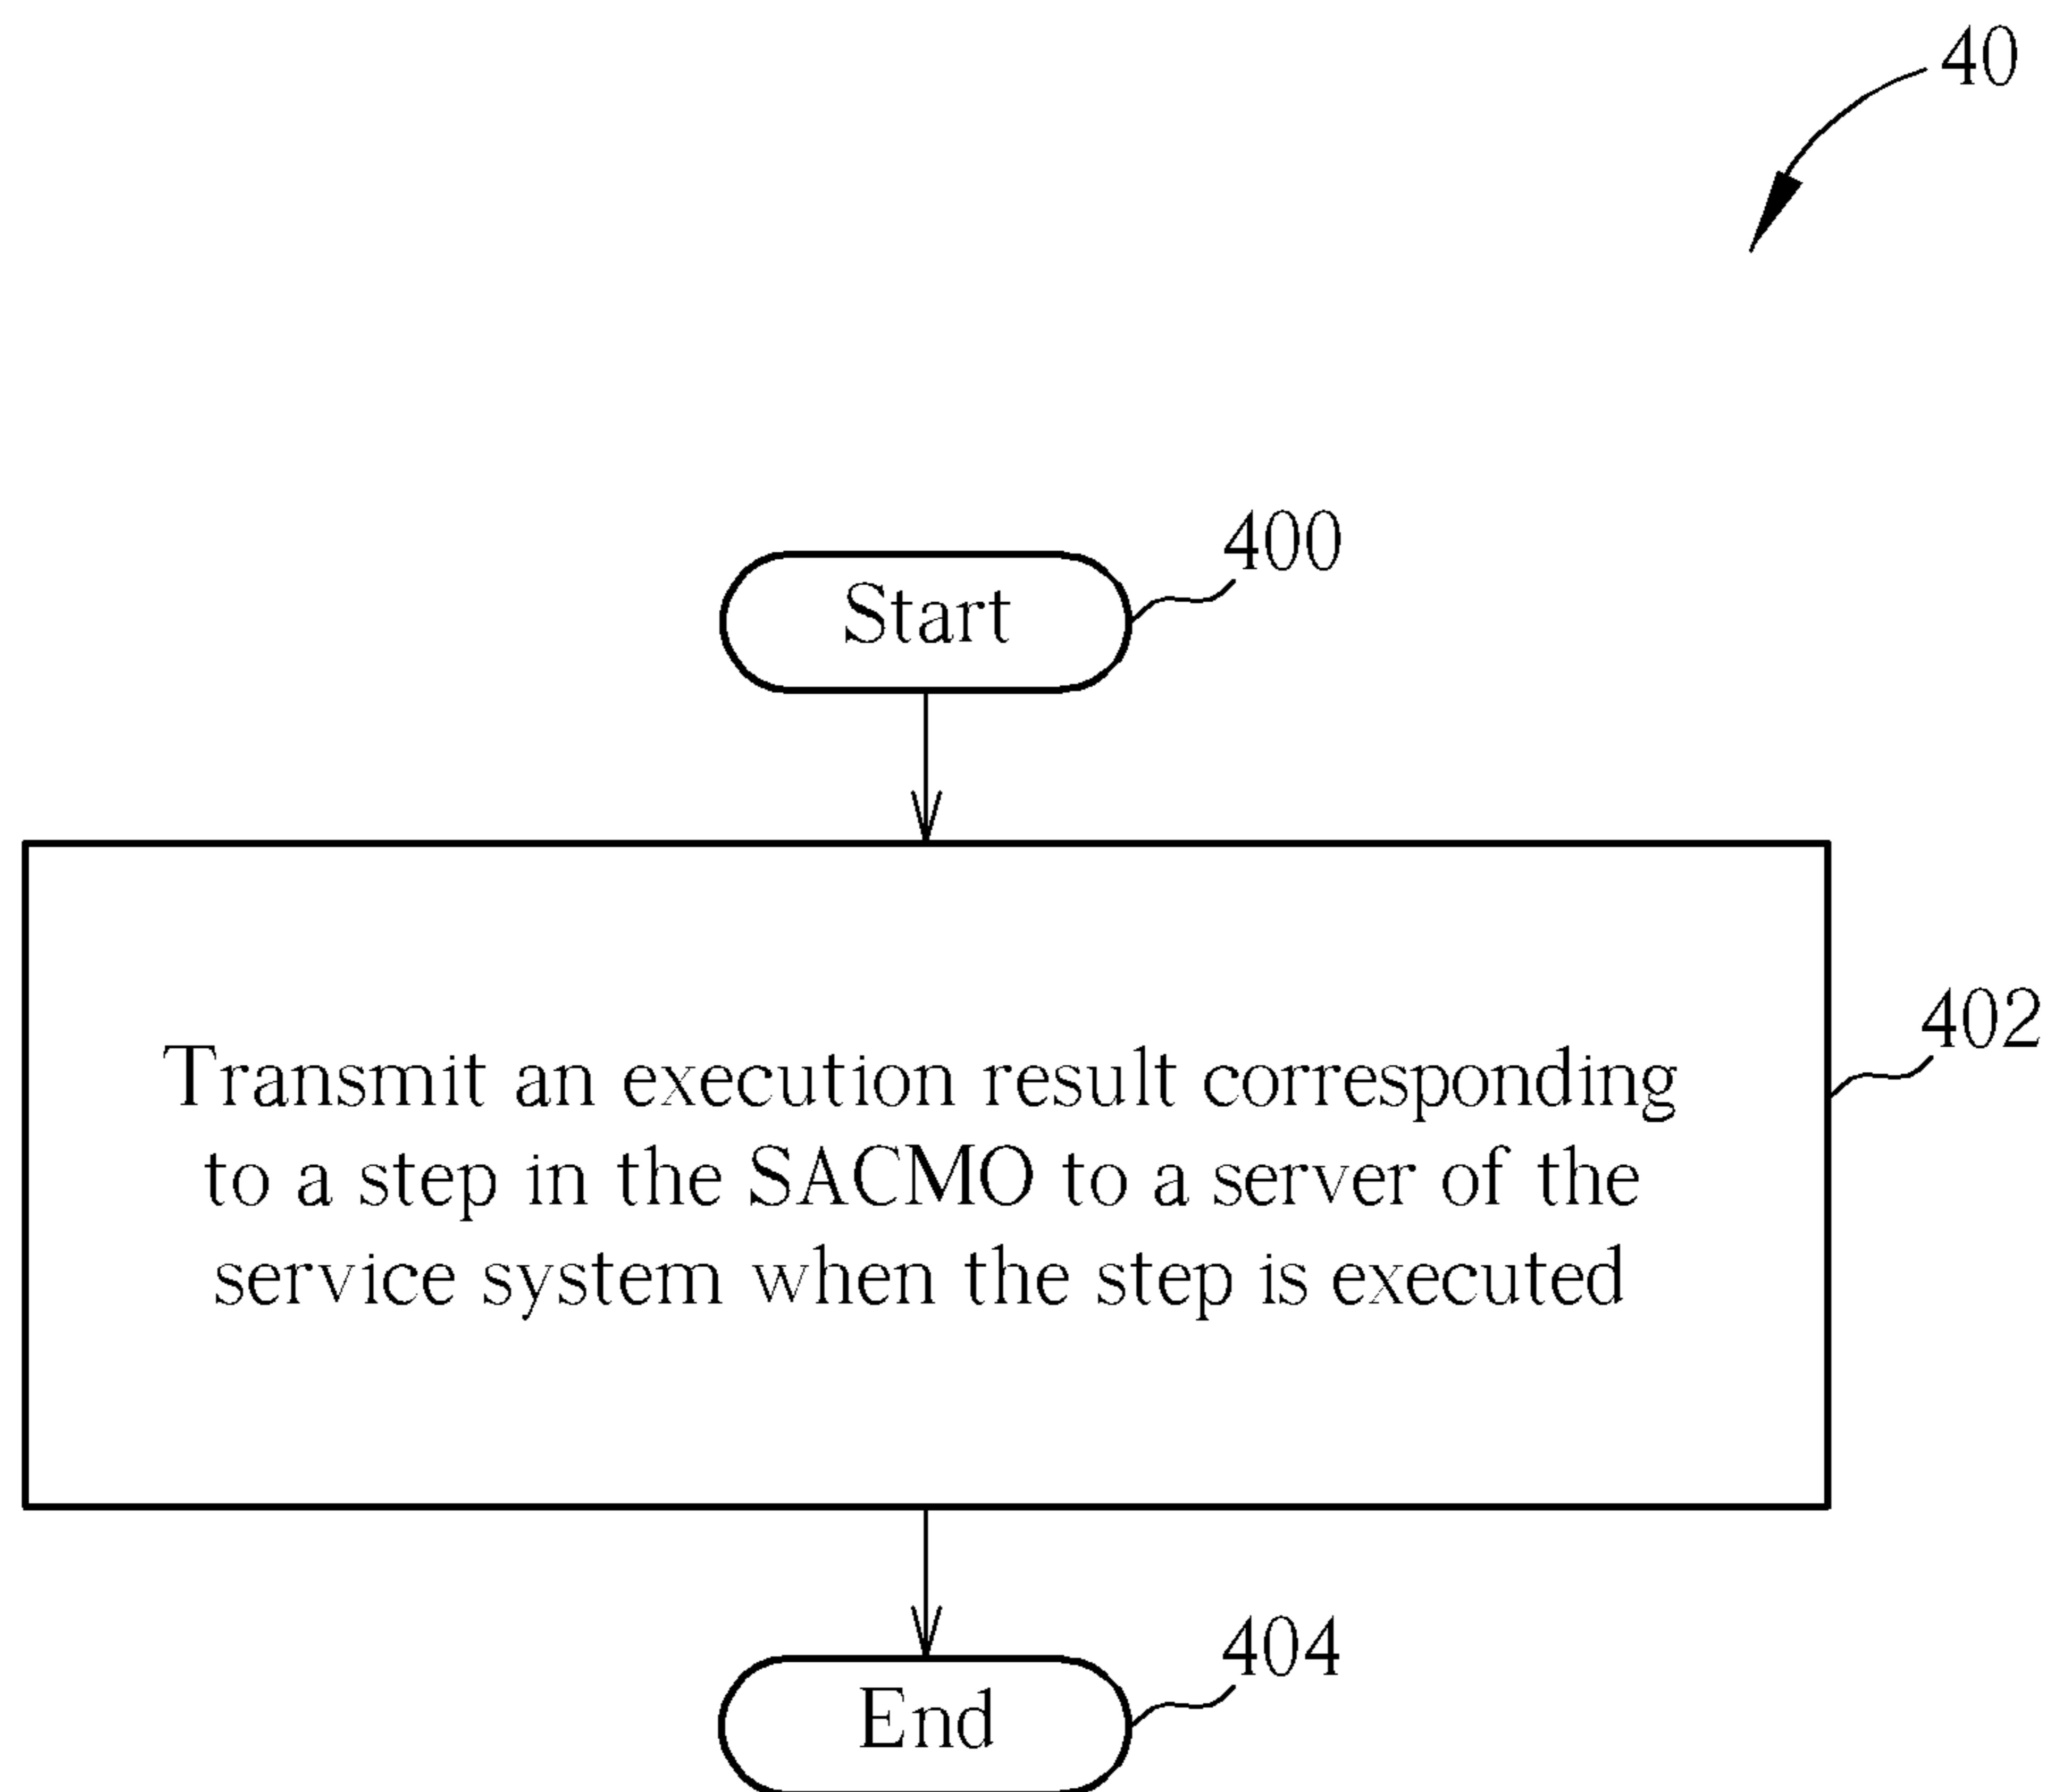 40
400
Start
402
Transmit an execution result corresponding
to a step in the SACMO to a server of the
service system when the step is executed
404
End